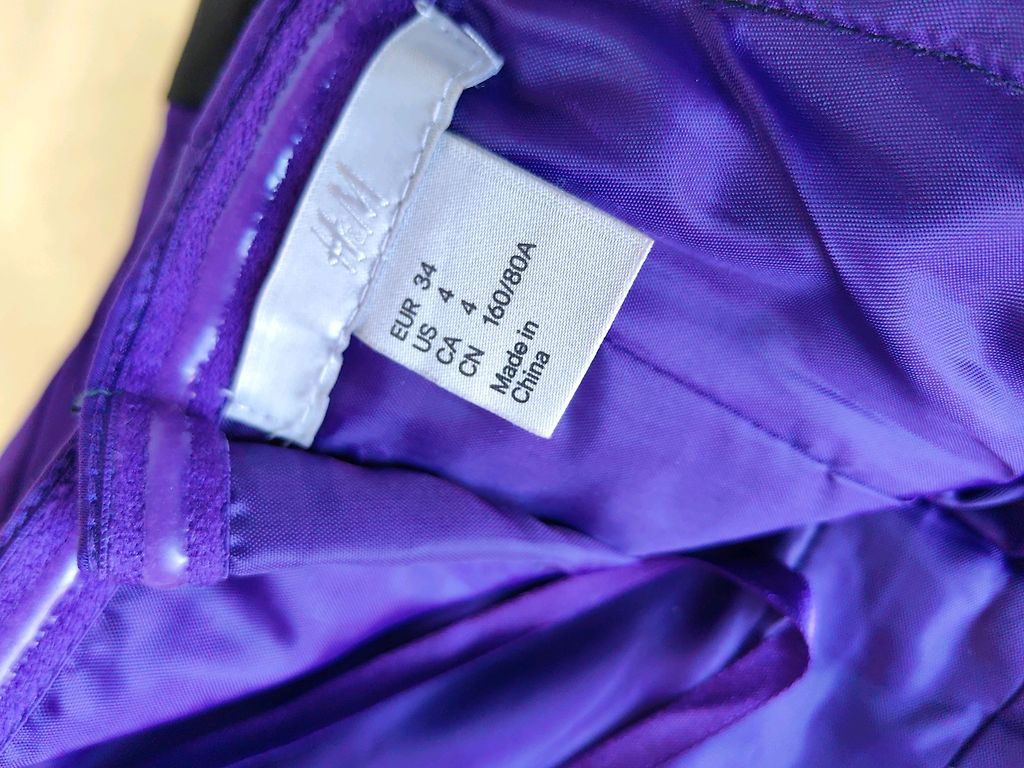 H&M
EUR 34
US 4
CA 4
CN 160/80A
Made in
China